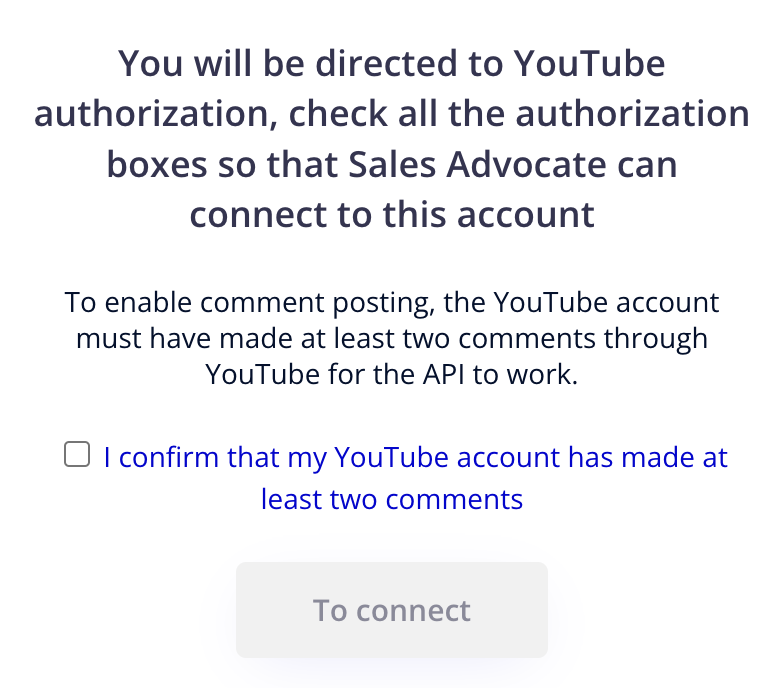 You will be directed to YouTube
authorization, check all the authorization
boxes so that Sales Advocate can
connect to this account
To enable comment posting, the YouTube account
must have made at least two comments through
YouTube for the API to work.
I confirm that my YouTube account has made at
least two comments
To connect